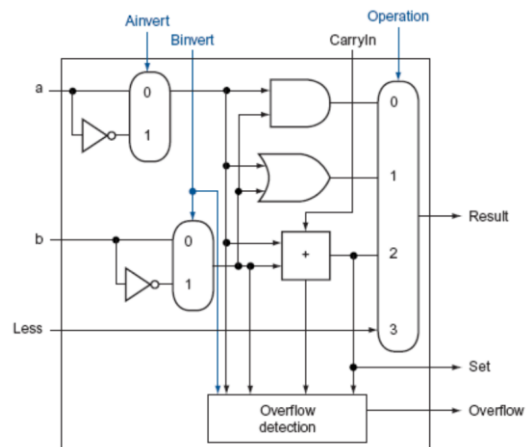 Operation
Ainvert
Binvert
CarryIn
a
0
1
0
1
b
0
1
+
2
Result
Less
3
Set
Overflow
detection
Overflow